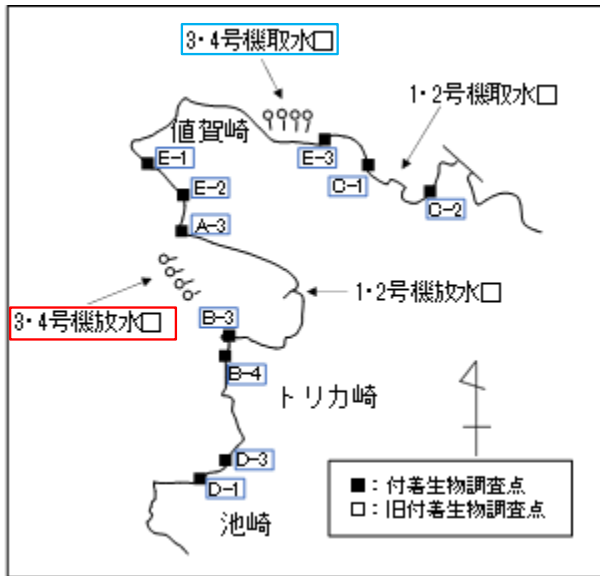 3・4号機取水口
1・2号機取水口
値賀崎
E-1
E-3
C-1
E-2
C-2
A-3
1・2号機放水口
3・4号機放水口
B-3
B-4
トリカ崎
D-3
D-1
池崎
■：付着生物調査点
□：旧付着生物調査点